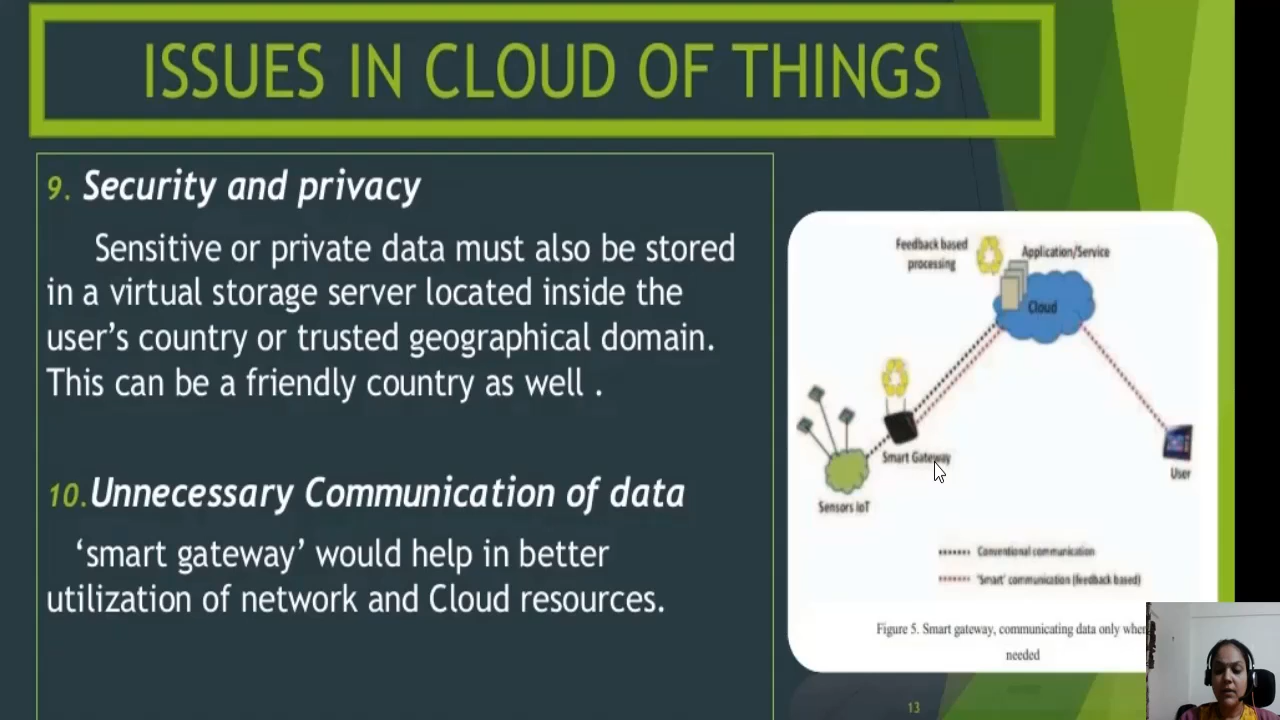 ISSUES IN CLOUD OF THINGS
9. Security and privacy
Sensitive or private data must also be stored
in a virtual storage server located inside the
user's country or trusted geographical domain.
This can be a friendly country as well .
10.Unnecessary Communication of data
‘smart gateway’ would help in better
utilization of network and Cloud resources.
Feedback based
processing
Application/Service
Cloud
Smart Gateway
Sensors IoT
User
Conventional communication
'Smart' communication (feedback based)
Figure 5. Smart gateway, communicating data only when
needed
13